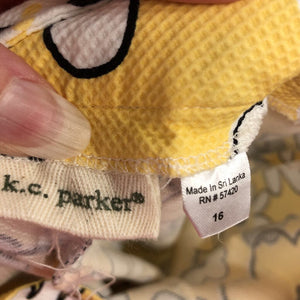 k.c. parker®
Made In Sri Lanka
RN # 57420
16